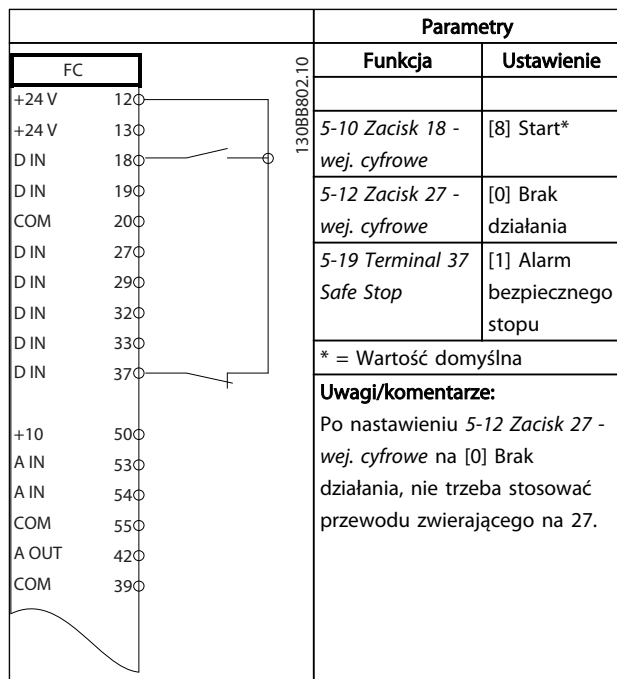 FC
+24 V 12
+24 V 13
D IN 18
D IN 19
COM 20
D IN 27
D IN 29
D IN 32
D IN 33
D IN 37
+10 50
A IN 53
A IN 54
COM 55
A OUT 42
COM 39
130BB802.10
Parametry
Funkcja Ustawienie
5-10 Zacisk 18 - [8] Start*
wej. cyfrowe
5-12 Zacisk 27 - [0] Brak
wej. cyfrowe działania
5-19 Terminal 37 [1] Alarm
Safe Stop bezpiecznego
stopu
* = Wartość domyślna
Uwagi/komentarze:
Po nastawieniu 5-12 Zacisk 27 -
wej. cyfrowe na [0] Brak
działania, nie trzeba stosować
przewodu zwierającego na 27.